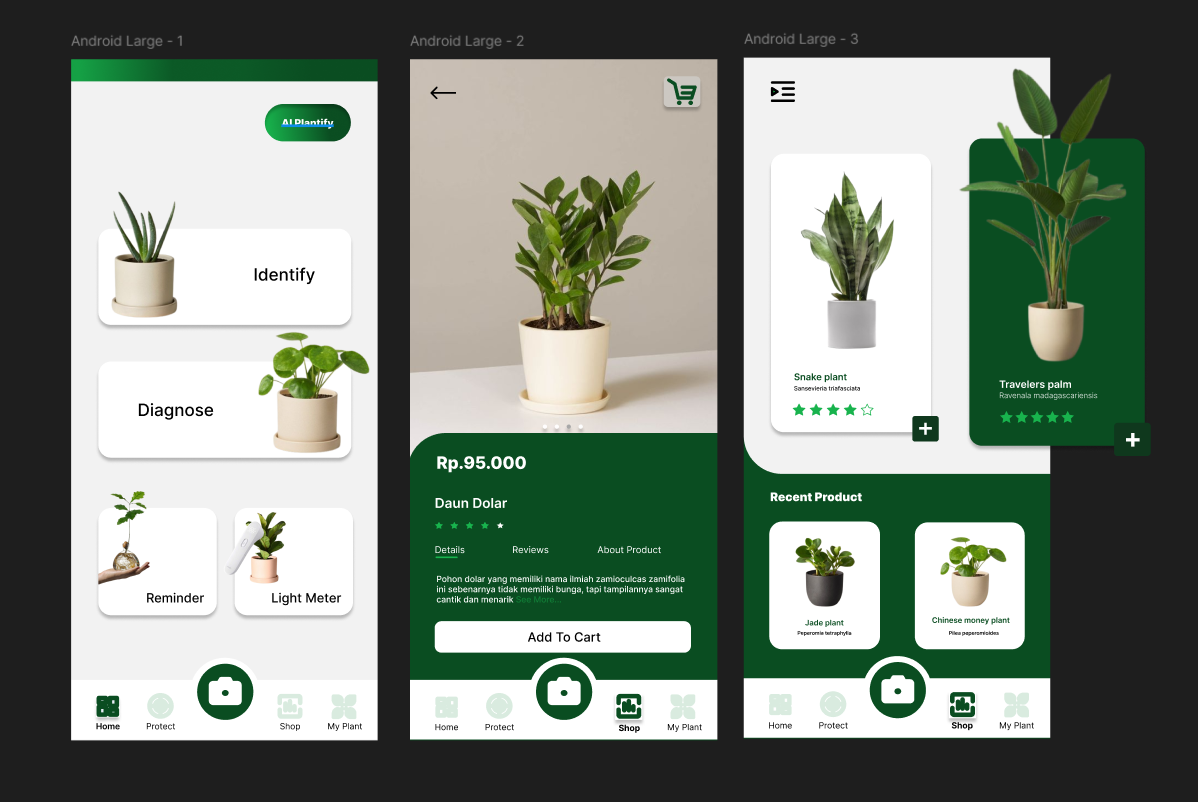 Android Large - 1
AI Plantify
Identify
Diagnose
Reminder
Light Meter
Home
Protect
Shop
My Plant
Android Large - 2
Rp.95.000
Daun Dolar
Details
Reviews
About Product
Pohon dolar yang memiliki nama ilmiah zamioculcas zamifolia
ini sebenarnya tidak memiliki bunga, tapi tampilannya sangat
cantik dan menarik See More...
Add To Cart
Home
Protect
Shop
My Plant
Android Large - 3
Snake plant
Sansevieria triafasciata
Travelers palm
Ravenala madagascariensis
Recent Product
Jade plant
Peperomia tetraphylla
Chinese money plant
Pilea paperomioides
Home
Protect
Shop
My Plant